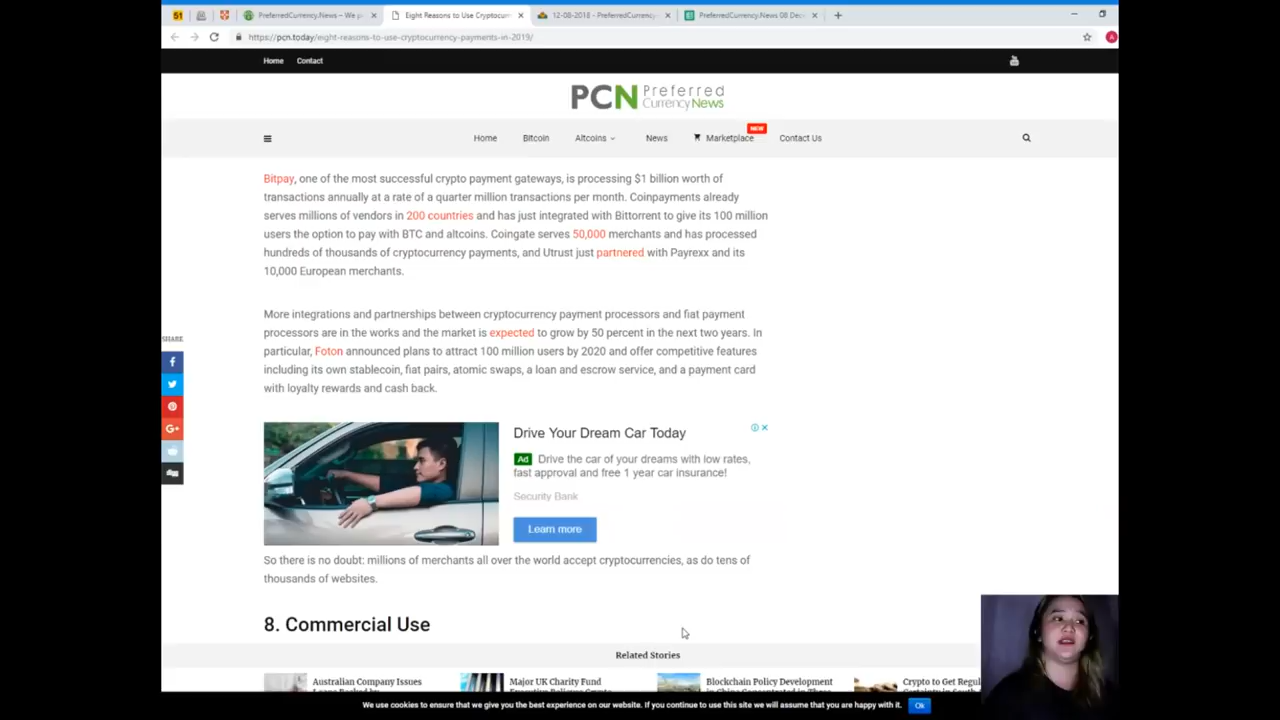 51
PreferredCurrency.News – We p
Eight Reasons to Use Cryptocurr
12-08-2018 - PreferredCurrency
PreferredCurrency.News 08 Dec
https://pcn.today/eight-reasons-to-use-cryptocurrency-payments-in-2019/
A
Home Contact
PCN Preferred
Currency News
Home Bitcoin Altcoins News Marketplace NEW Contact Us
Bitpay, one of the most successful crypto payment gateways, is processing $1 billion worth of
transactions annually at a rate of a quarter million transactions per month. Coinpayments already
serves millions of vendors in 200 countries and has just integrated with Bittorrent to give its 100 million
users the option to pay with BTC and altcoins. Coingate serves 50,000 merchants and has processed
hundreds of thousands of cryptocurrency payments, and Utrust just partnered with Payrexx and its
10,000 European merchants.
More integrations and partnerships between cryptocurrency payment processors and fiat payment
processors are in the works and the market is expected to grow by 50 percent in the next two years. In
particular, Foton announced plans to attract 100 million users by 2020 and offer competitive features
including its own stablecoin, fiat pairs, atomic swaps, a loan and escrow service, and a payment card
with loyalty rewards and cash back.
SHARE
Drive Your Dream Car Today
Ad Drive the car of your dreams with low rates,
fast approval and free 1 year car insurance!
Security Bank
Learn more
So there is no doubt: millions of merchants all over the world accept cryptocurrencies, as do tens of
thousands of websites.
8. Commercial Use
Related Stories
Australian Company Issues
Major UK Charity Fund
Blockchain Policy Development
Crypto to Get Regul
We use cookies to ensure that we give you the best experience on our website. If you continue to use this site we will assume that you are happy with it. Ok